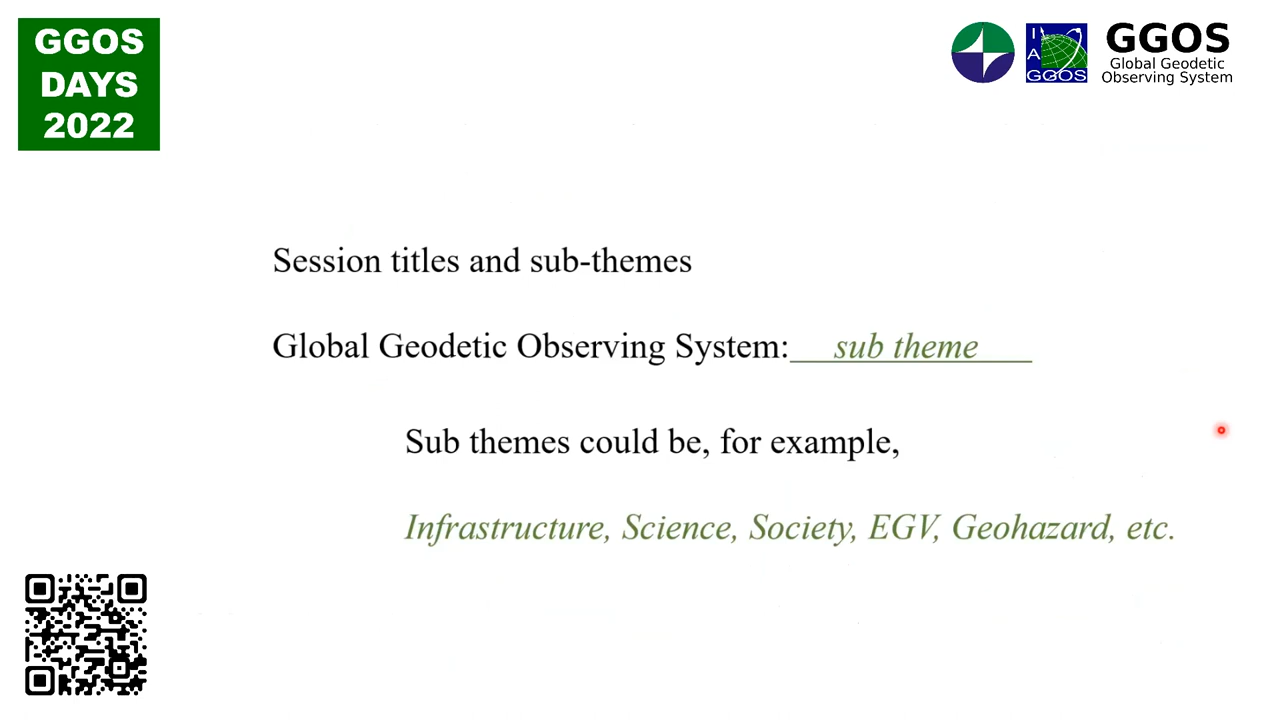 GGOS
DAYS
2022
I
A
GGOS
GGOS
Global Geodetic
Observing System
Session titles and sub-themes
Global Geodetic Observing System: sub theme
Sub themes could be, for example,
Infrastructure, Science, Society, EGV, Geohazard, etc.